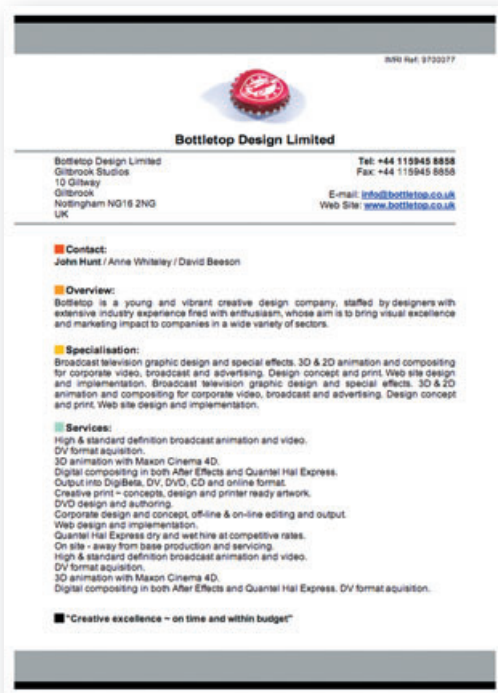 IMRI Ref: 9700077
Bottletop Design Limited
Bottletop Design Limited
Giltbrook Studios
10 Giltway
Giltbrook
Nottingham NG16 2NG
UK
Tel: +44 115945 8858
Fax: +44 115945 8858
E-mail: info@bottletop.co.uk
Web Site: www.bottletop.co.uk
Contact:
John Hunt / Anne Whiteley / David Beeson
Overview:
Bottletop is a young and vibrant creative design company, staffed by designers with
extensive industry experience fired with enthusiasm, whose aim is to bring visual excellence
and marketing impact to companies in a wide variety of sectors.
Specialisation:
Broadcast television graphic design and special effects. 3D & 2D animation and compositing
for corporate video, broadcast and advertising. Design concept and print. Web site design
and implementation. Broadcast television graphic design and special effects. 3D & 2D
animation and compositing for corporate video, broadcast and advertising. Design concept
and print. Web site design and implementation.
Services:
High & standard definition broadcast animation and video.
DV format aquisition.
3D animation with Maxon Cinema 4D.
Digital compositing in both After Effects and Quantel Hal Express.
Output into DigiBeta, DV, DVD, CD and online format.
Creative print ~ concepts, design and printer ready artwork.
DVD design and authoring.
Corporate design and concept, off-line & on-line editing and output.
Web design and implementation.
Quantel Hal Express dry and wet hire at competitive rates.
On site - away from base production and servicing.
High & standard definition broadcast animation and video.
DV format aquisition.
3D animation with Maxon Cinema 4D.
Digital compositing in both After Effects and Quantel Hal Express. DV format aquisition.
"Creative excellence ~ on time and within budget"